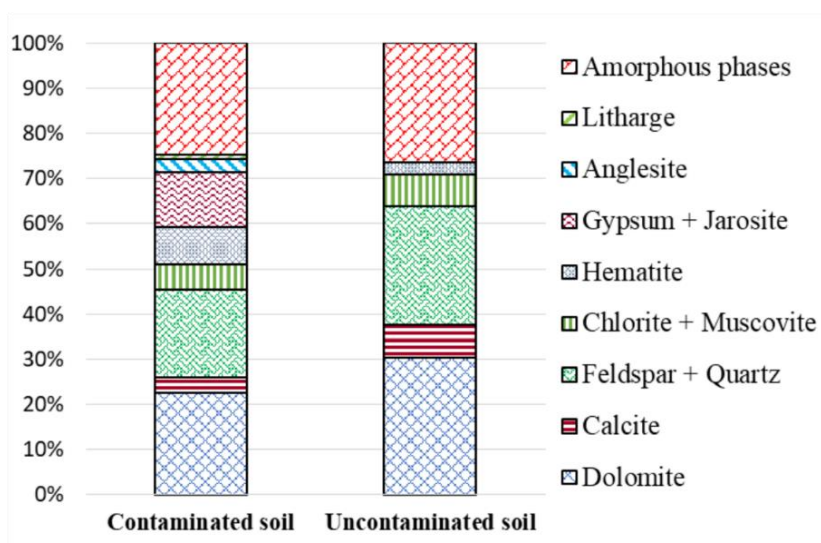 100%
90%
80%
70%
60%
50%
40%
30%
20%
10%
0%
Contaminated soil
Uncontaminated soil
Amorphous phases
Litharge
Anglesite
Gypsum + Jarosite
Hematite
Chlorite + Muscovite
Feldspar + Quartz
Calcite
Dolomite